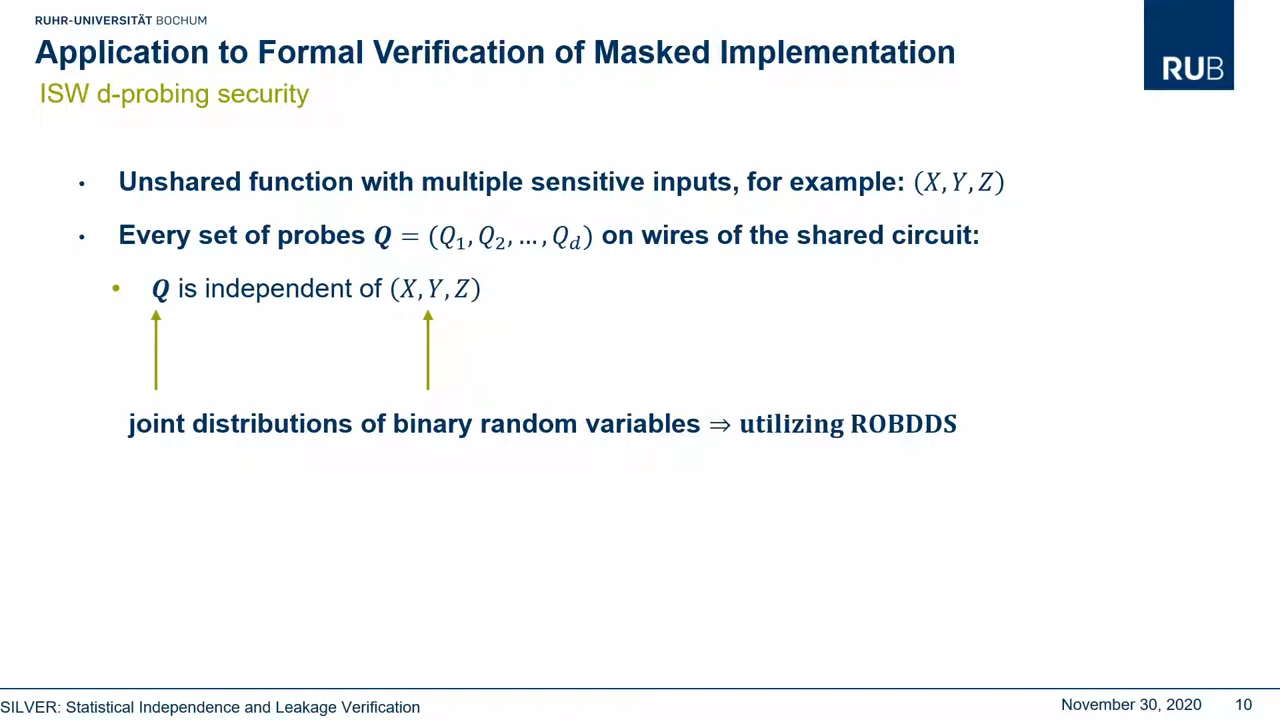 RUHR-UNIVERSITÄT BOCHUM
Application to Formal Verification of Masked Implementation
RUB
ISW d-probing security
• Unshared function with multiple sensitive inputs, for example: (X, Y, Z)
• Every set of probes Q = (Q₁, Q₂, …, Q_d) on wires of the shared circuit:
• Q is independent of (X, Y, Z)
joint distributions of binary random variables ⇒ utilizing ROBDDS
SILVER: Statistical Independence and Leakage Verification
November 30, 2020 10